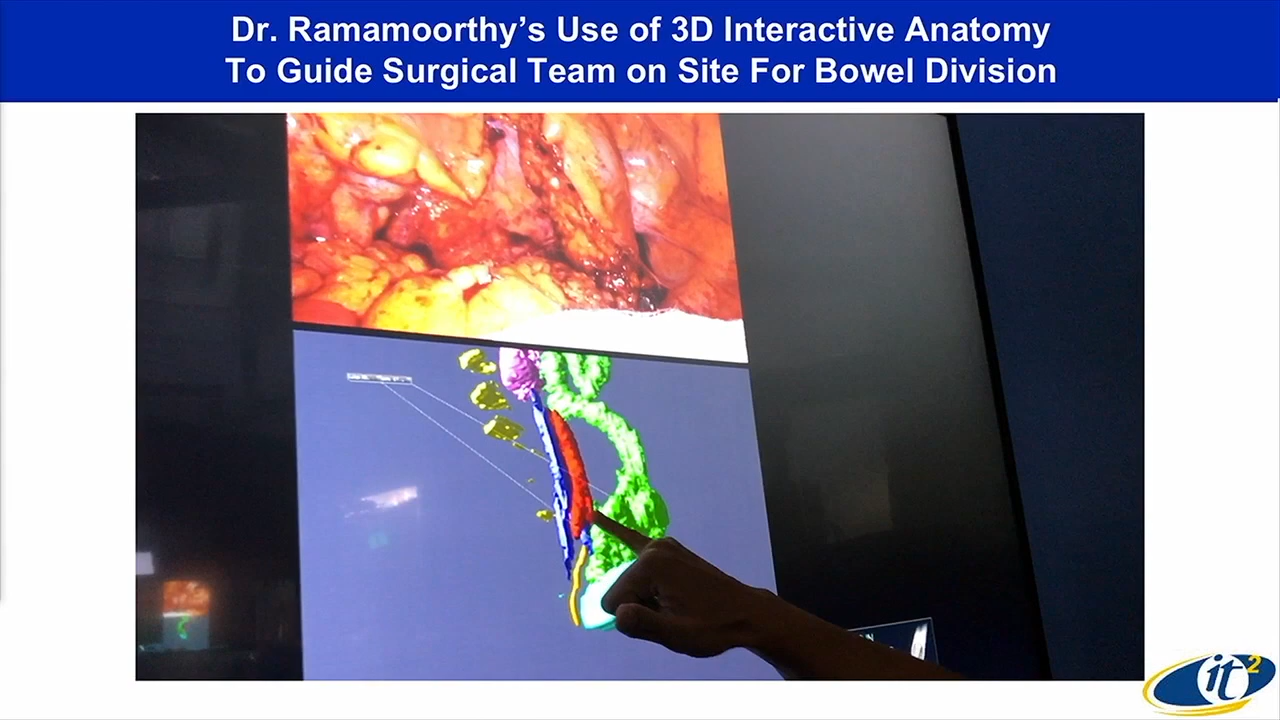 Dr. Ramamoorthy’s Use of 3D Interactive Anatomy
To Guide Surgical Team on Site For Bowel Division
it2